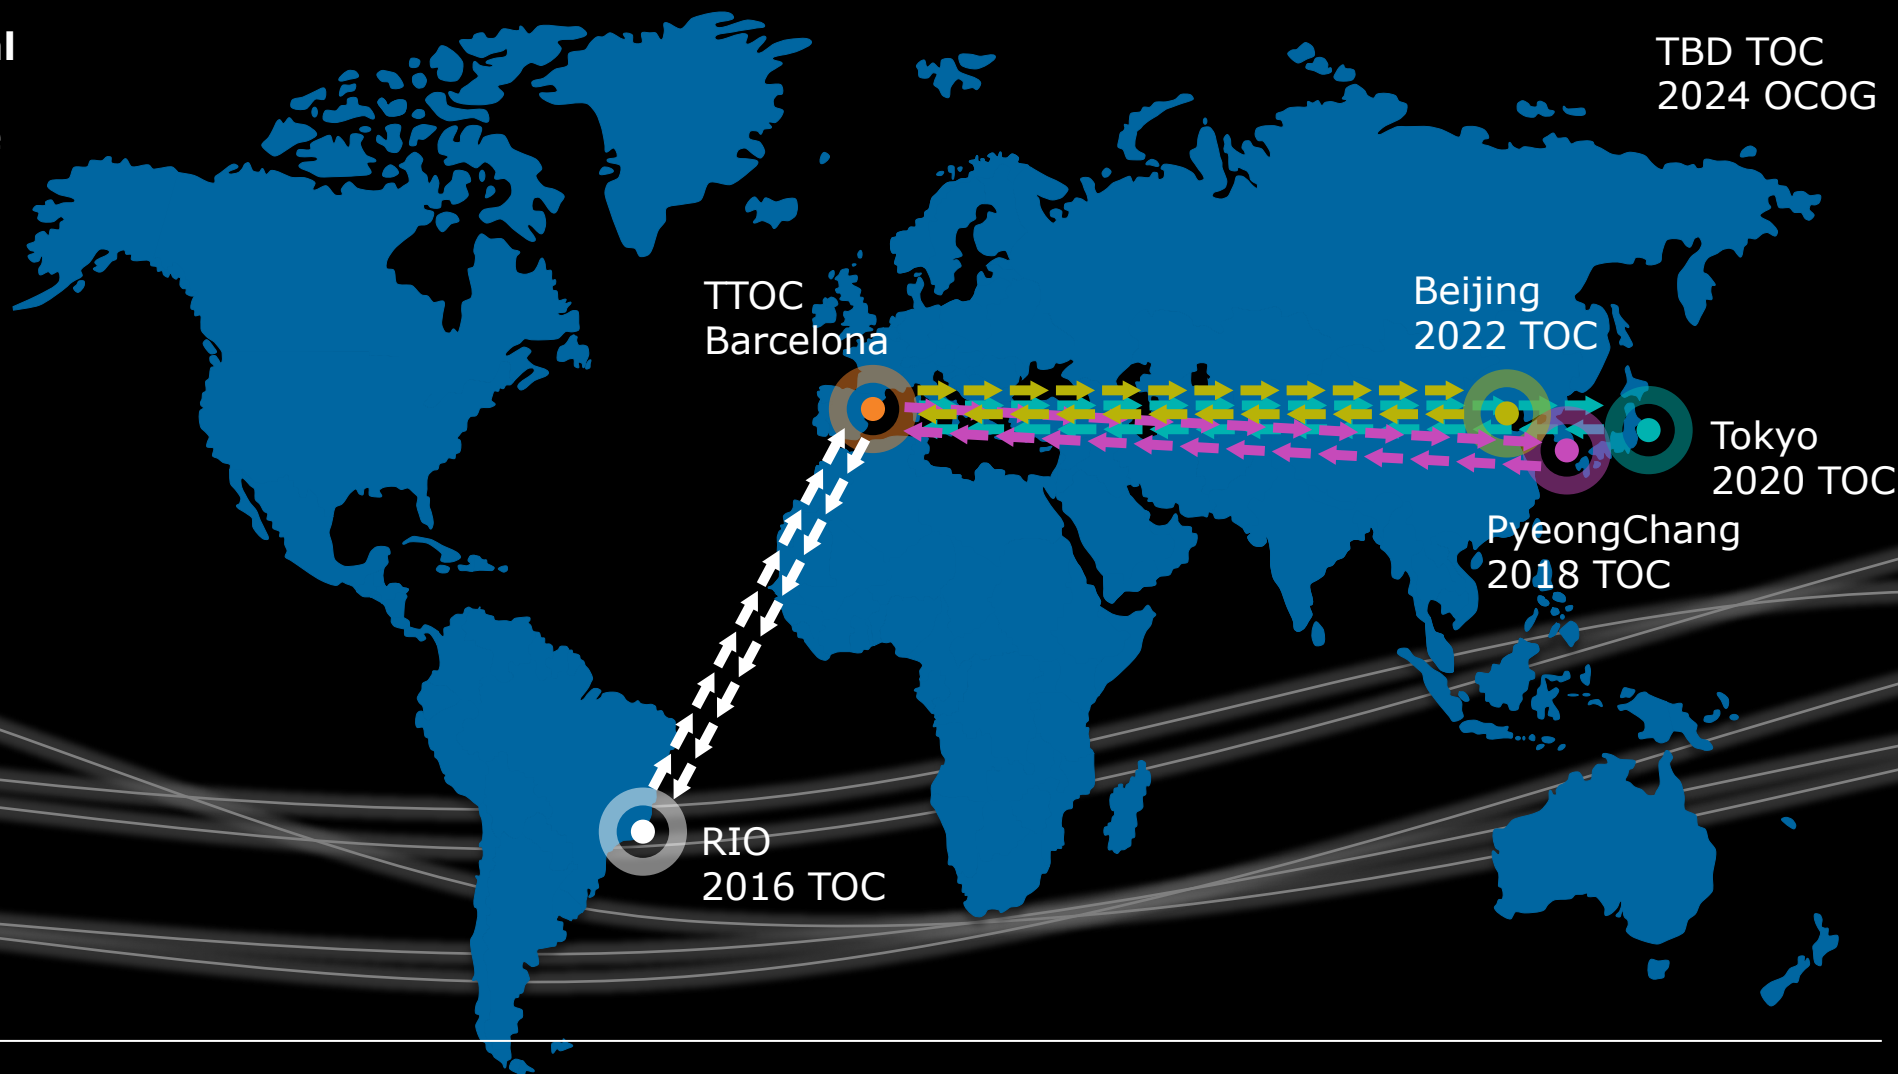 TBD TOC
2024 OCOG
TTOC
Barcelona
Beijing
2022 TOC
Tokyo
2020 TOC
PyeongChang
2018 TOC
RIO
2016 TOC